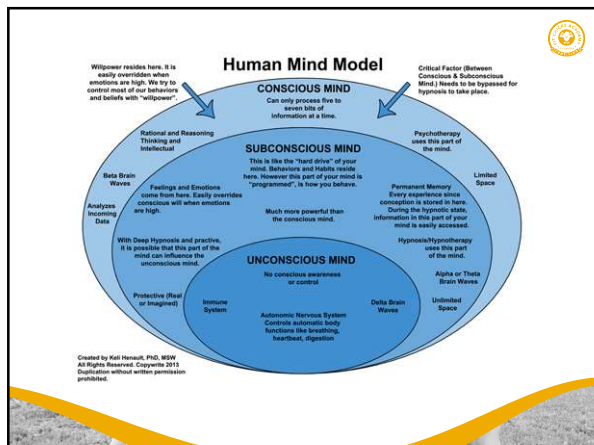 Human Mind Model
Willpower resides here. It is
easily overridden when
emotions are high. We try to
control most of our behaviors
and beliefs with "willpower".
Critical Factor (Between
Conscious & Subconscious
Mind.) Needs to be bypassed for
hypnosis to take place.
CONSCIOUS MIND
Can only process five to
seven bits of
information at a time.
Rational and Reasoning
Thinking and
Intellectual
Psychotherapy
uses this part of
the mind.
Beta Brain
Waves
Limited
Space
Analyzes
Incoming
Data
SUBCONSCIOUS MIND
This is like the "hard drive" of your
mind. Behaviors and Habits reside
here. However this part of your mind is
"programmed", is how you behave.
Feelings and Emotions
come from here. Easily overrides
conscious will when emotions
are high.
Permanent Memory
Every experience since
conception is stored in here.
During the hypnotic state,
information in this part of your
mind is easily accessed.
Much more powerful than
the conscious mind.
With Deep Hypnosis and practive,
it is possible that this part of the
mind can influence the
unconscious mind.
Hypnosis/Hypnotherapy
uses this part
of the mind.
Alpha or Theta
Brain Waves
Protective (Real
or Imagined)
Unlimited
Space
UNCONSCIOUS MIND
No conscious awareness
or control
Immune
System
Delta Brain
Waves
Autonomic Nervous System
Controls automatic body
functions like breathing,
heartbeat, digestion
Created by Keli Henault, PhD, MSW
All Rights Reserved. Copywrite 2013
Duplication without written permission
prohibited.